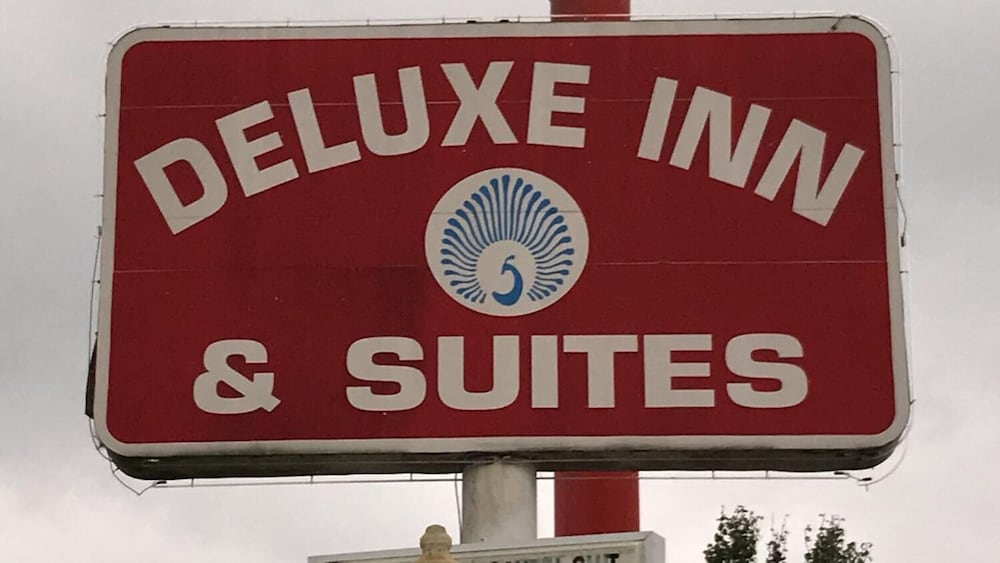 DELUXE INN
& SUITES